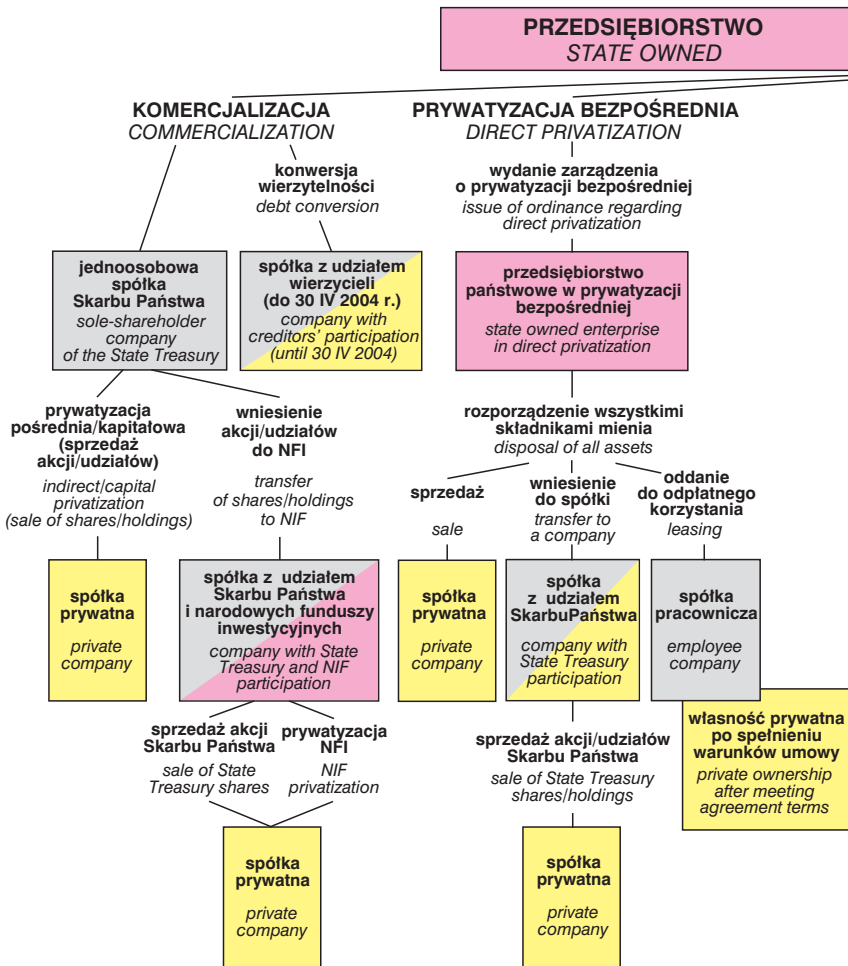 PRZEDSIĘBIORSTWO
STATE OWNED
KOMERCJALIZACJA
COMMERCIALIZATION
PRYWATYZACJA BEZPOŚREDNIA
DIRECT PRIVATIZATION
konwersja
wierzytelności
debt conversion
wydanie zarządzenia
o prywatyzacji bezpośredniej
issue of ordinance regarding
direct privatization
jednoosobowa
spółka
Skarbu Państwa
sole-shareholder
company
of the State Treasury
spółka z udziałem
wierzycieli
(do 30 IV 2004 r.)
company with
creditors' participation
(until 30 IV 2004)
przedsiębiorstwo
państwowe w prywatyzacji
bezpośredniej
state owned enterprise
in direct privatization
prywatyzacja
pośrednia/kapitałowa
(sprzedaż
akcji/udziałów)
indirect/capital
privatization
(sale of shares/holdings)
wniesienie
akcji/udziałów
do NFI
transfer
of shares/holdings
to NIF
rozporządzenie wszystkimi
składnikami mienia
disposal of all assets
sprzedaż
sale
wniesienie
do spółki
transfer to
a company
oddanie
do odpłatnego
korzystania
leasing
spółka
prywatna
private
company
spółka z udziałem
Skarbu Państwa
i narodowych funduszy
inwestycyjnych
company with State
Treasury and NIF
participation
spółka
prywatna
private
company
spółka
z udziałem
SkarbuPaństwa
company with
State Treasury
participation
spółka
pracownicza
employee
company
sprzedaż akcji
Skarbu Państwa
sale of State
Treasury shares
prywatyzacja
NFI
NIF
privatization
sprzedaż akcji/udziałów
Skarbu Państwa
sale of State Treasury
shares/holdings
własność prywatna
po spełnieniu
warunków umowy
private ownership
after meeting
agreement terms
spółka
prywatna
private
company
spółka
prywatna
private
company